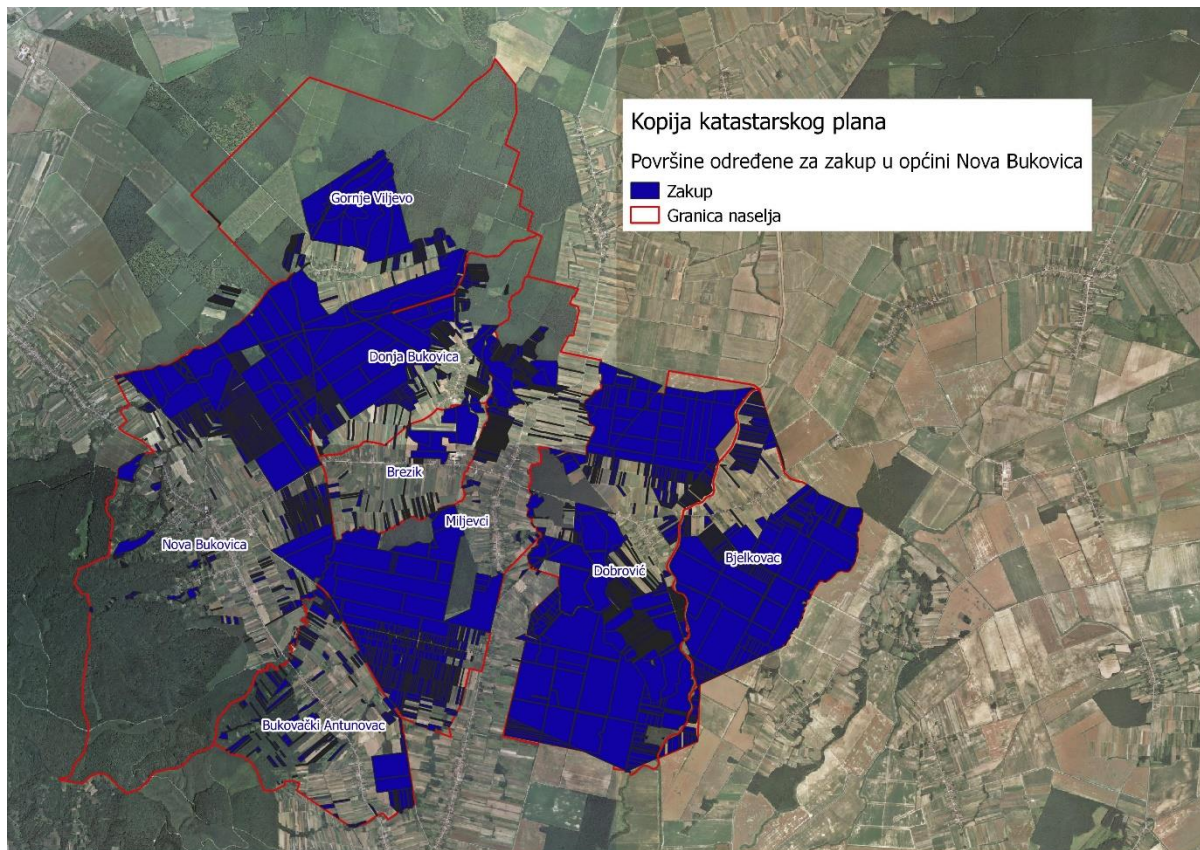 Kopija katastarskog plana
Površine određene za zakup u općini Nova Bukovica
Zakup
Granica naselja
Gornje Viljevo
Donja Bukovica
Brezik
Miljevci
Nova Bukovica
Dobrović
Bjelkovac
Bukovački Antunovac